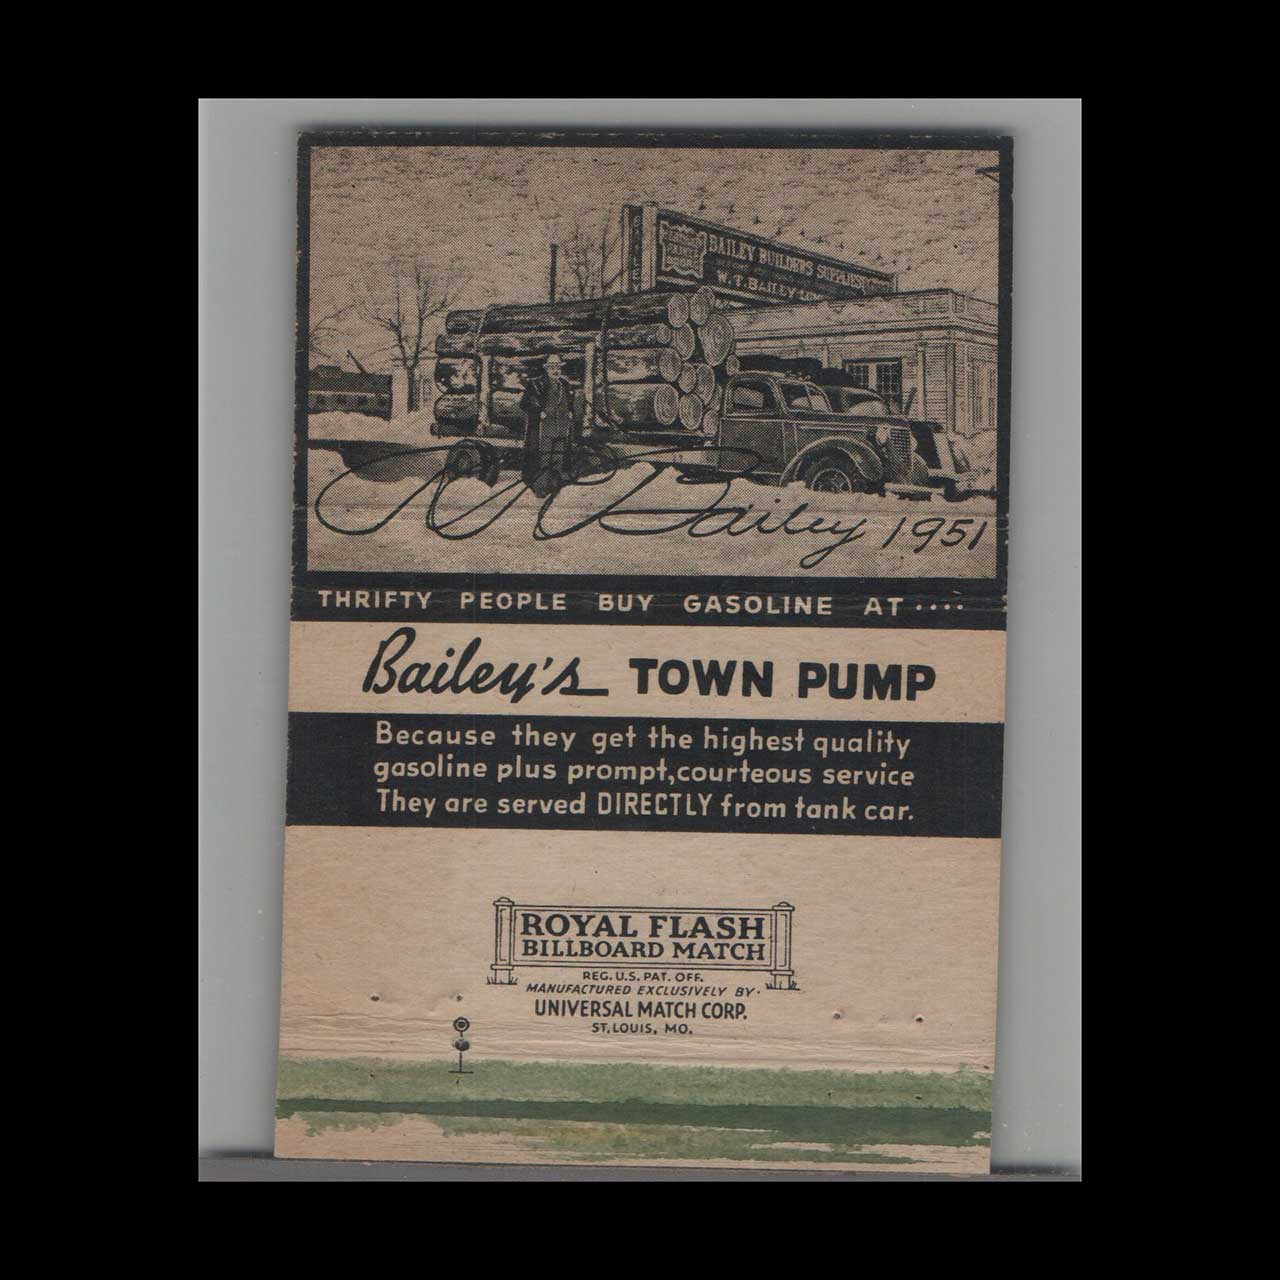 BAILEY BUILDERS SUPPLIES
W.T. BAILEY
Bailey 1951
THRIFTY PEOPLE BUY GASOLINE AT ....
Bailey's TOWN PUMP
Because they get the highest quality
gasoline plus prompt, courteous service
They are served DIRECTLY from tank car.
ROYAL FLASH
BILLBOARD MATCH
REG. U.S. PAT. OFF.
MANUFACTURED EXCLUSIVELY BY-
UNIVERSAL MATCH CORP.
ST. LOUIS, MO.